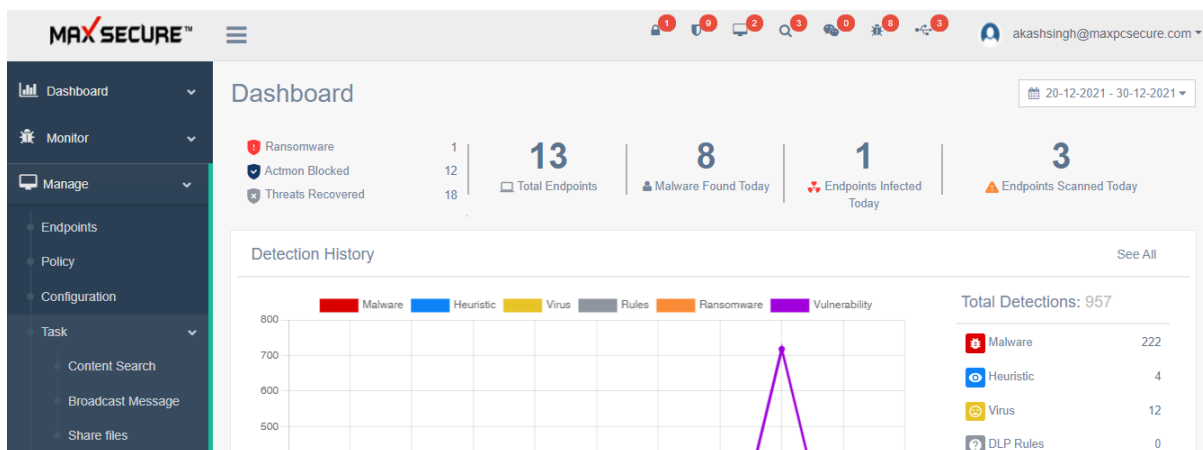 MAX SECURE™
1 9 2 3 0 8 3
akashsingh@maxpcsecure.com
Dashboard
Monitor
Manage
Endpoints
Policy
Configuration
Task
Content Search
Broadcast Message
Share files
Dashboard
20-12-2021 - 30-12-2021
Ransomware 1
Actmon Blocked 12
Threats Recovered 18
13
Total Endpoints
8
Malware Found Today
1
Endpoints Infected
Today
3
Endpoints Scanned Today
Detection History
See All
Malware Heuristic Virus Rules Ransomware Vulnerability
800
700
600
500
Total Detections: 957
Malware 222
Heuristic 4
Virus 12
DLP Rules 0